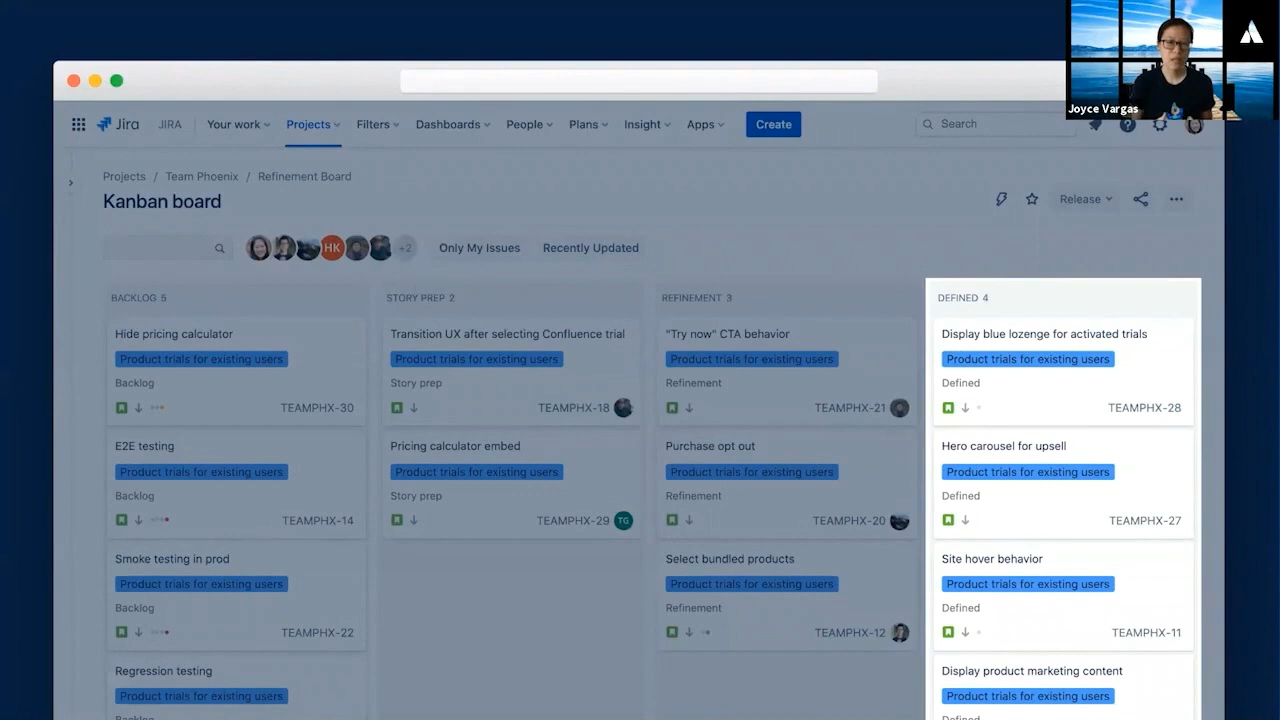 Joyce Vargas
Jira JIRA Your work Projects Filters Dashboards People Plans Insight Apps Create Search
Projects / Team Phoenix / Refinement Board
Kanban board
Release
HK +2 Only My Issues Recently Updated
BACKLOG 5
Hide pricing calculator
Product trials for existing users
Backlog
TEAMPHX-30
E2E testing
Product trials for existing users
Backlog
TEAMPHX-14
Smoke testing in prod
Product trials for existing users
Backlog
TEAMPHX-22
Regression testing
Product trials for existing users
Backlog
STORY PREP 2
Transition UX after selecting Confluence trial
Product trials for existing users
Story prep
TEAMPHX-18
Pricing calculator embed
Product trials for existing users
Story prep
TEAMPHX-29 TG
REFINEMENT 3
"Try now" CTA behavior
Product trials for existing users
Refinement
TEAMPHX-21
Purchase opt out
Product trials for existing users
Refinement
TEAMPHX-20
Select bundled products
Product trials for existing users
Refinement
TEAMPHX-12
DEFINED 4
Display blue lozenge for activated trials
Product trials for existing users
Defined
TEAMPHX-28
Hero carousel for upsell
Product trials for existing users
Defined
TEAMPHX-27
Site hover behavior
Product trials for existing users
Defined
TEAMPHX-11
Display product marketing content
Product trials for existing users
Defined